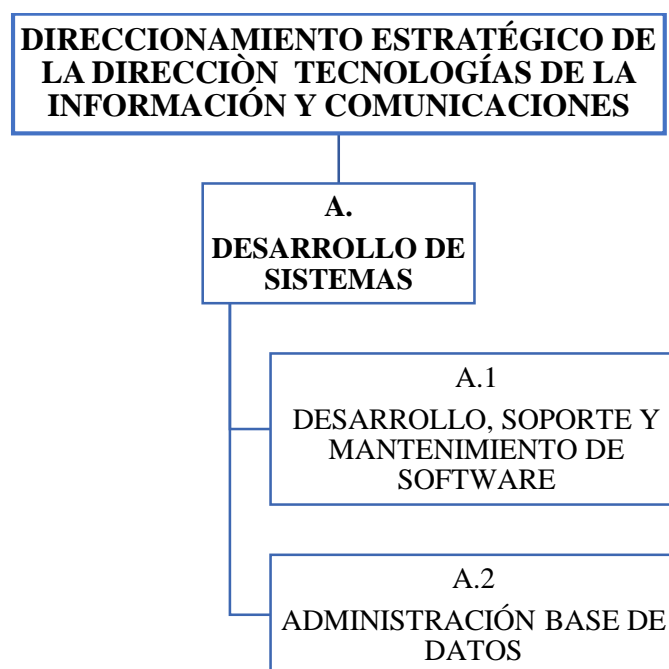 DIRECCIONAMIENTO ESTRATÉGICO DE
LA DIRECCIÒN TECNOLOGÍAS DE LA
INFORMACIÓN Y COMUNICACIONES
A.
DESARROLLO DE
SISTEMAS
A.1
DESARROLLO, SOPORTE Y
MANTENIMIENTO DE
SOFTWARE
A.2
ADMINISTRACIÓN BASE DE
DATOS